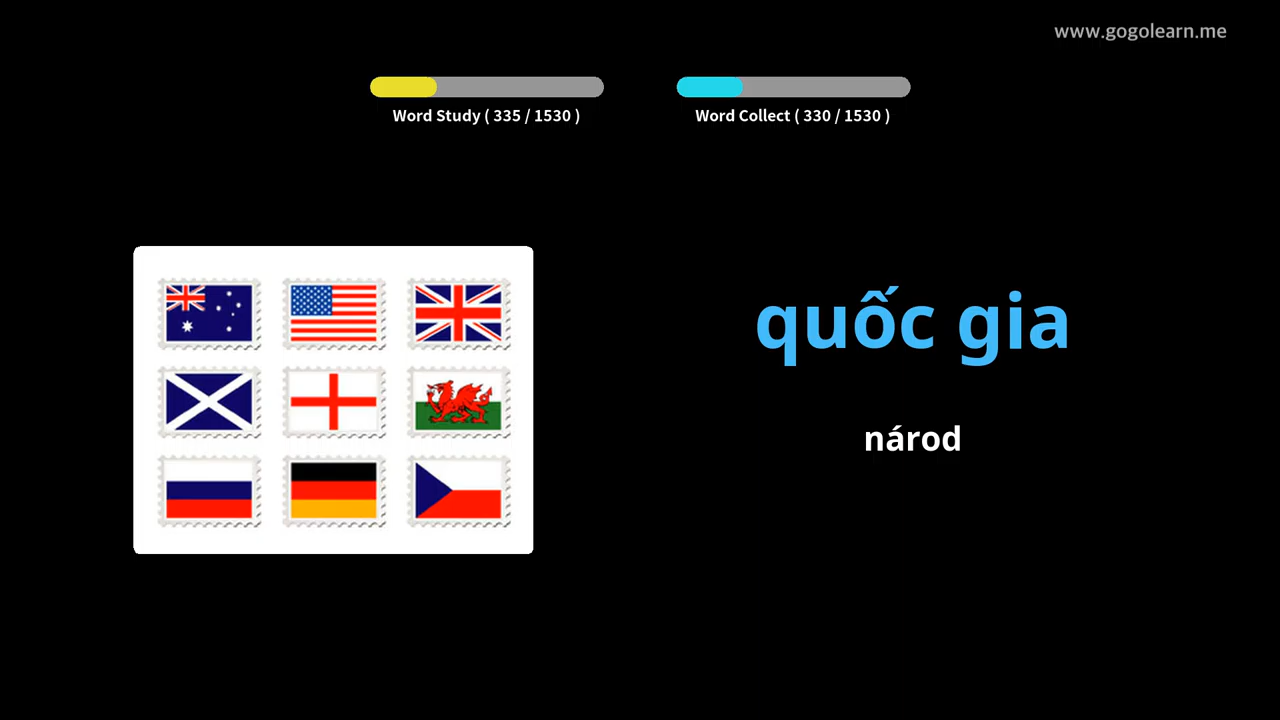 www.gogolearn.me
Word Study ( 335 / 1530 )
Word Collect ( 330 / 1530 )
quốc gia
národ